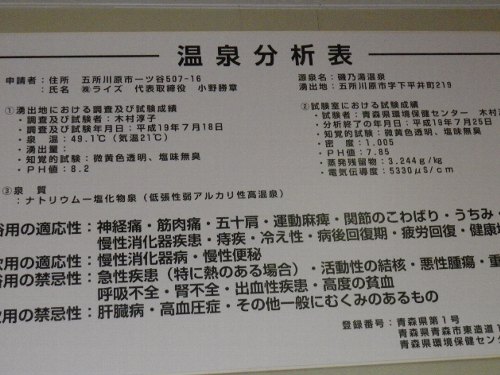 温泉分析表
申請者：住所 五所川原市一ツ谷507-16
：氏名 ㈱ライズ 代表取締役 小野勝章
源泉名：磯乃湯温泉
湧出地：五所川原市字下平井町219
①湧出地における調査及び試験成績
・調査及び試験者：木村淳子
・調査及び試験年月日：平成19年7月18日
・泉 温：49.1℃（気温21℃）
・湧出量：
・知覚的試験：微黄色透明、塩味無臭
・ＰＨ値：8.2
②試験室における試験成績
・試験者：青森県環境保健センター 木村
・分析終了の年月日：平成19年7月25日
・知覚的試験：微黄色透明、塩味無臭
・密 度：1.005
・ＰＨ値：7.85
・蒸発残留物：3.244g/kg
・電気伝導度：5330μS/cm
③泉 質
：ナトリウム－塩化物泉（低張性弱アルカリ性高温泉）
浴用の適応性：神経痛・筋肉痛・五十肩・運動麻痺・関節のこわばり・うちみ・
慢性消化器疾患・痔疾・冷え性・病後回復期・疲労回復・健康増
飲用の適応性：慢性消化器病・慢性便秘
浴用の禁忌性：急性疾患（特に熱のある場合）・活動性の結核・悪性腫瘍・重
呼吸不全・腎不全・出血性疾患・高度の貧血
飲用の禁忌性：肝臓病・高血圧症・その他一般にむくみのあるもの
登録番号：青森県第１号
青森県青森市東造道
青森県環境保健セン